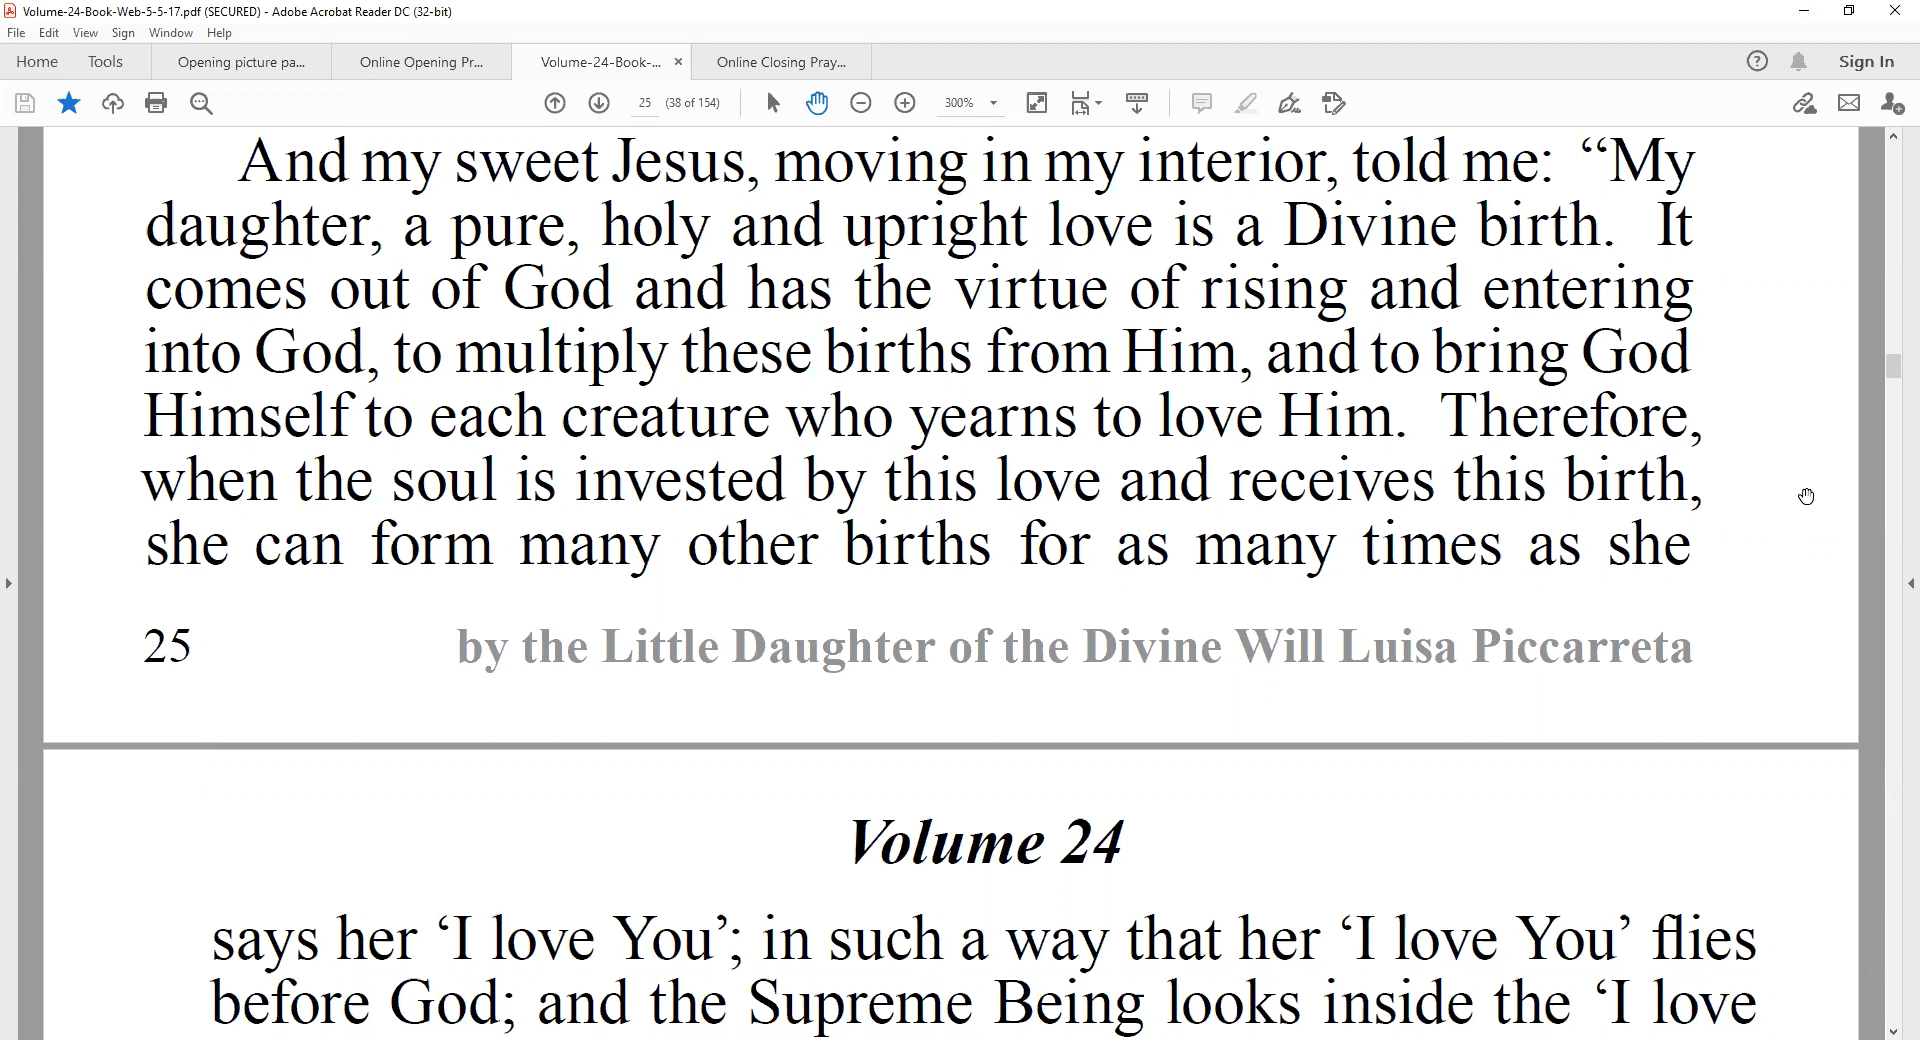 Volume-24-Book-Web-5-5-17.pdf (SECURED) - Adobe Acrobat Reader DC (32-bit)
File Edit View Sign Window Help
Home Tools Opening picture pa... Online Opening Pr... Volume-24-Book-... × Online Closing Pray... Sign In
25 (38 of 154) 300%
And my sweet Jesus, moving in my interior, told me: “My
daughter, a pure, holy and upright love is a Divine birth. It
comes out of God and has the virtue of rising and entering
into God, to multiply these births from Him, and to bring God
Himself to each creature who yearns to love Him. Therefore,
when the soul is invested by this love and receives this birth,
she can form many other births for as many times as she
25 by the Little Daughter of the Divine Will Luisa Piccarreta
Volume 24
says her ‘I love You’; in such a way that her ‘I love You’ flies
before God; and the Supreme Being looks inside the ‘I love